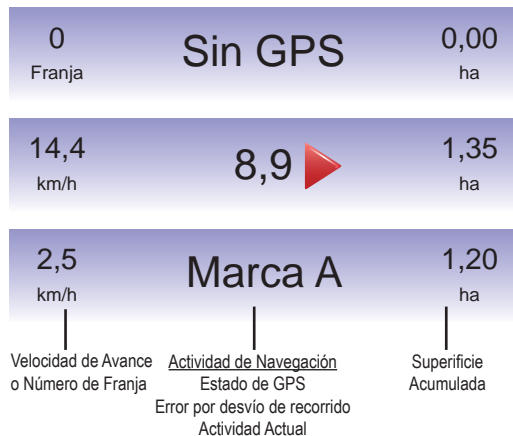 0
Franja
Sin GPS
0,00
ha
14,4
km/h
8,9
1,35
ha
2,5
km/h
Marca A
1,20
ha
Velocidad de Avance
o Número de Franja
Actividad de Navegación
Estado de GPS
Error por desvío de recorrido
Actividad Actual
Superificie
Acumulada